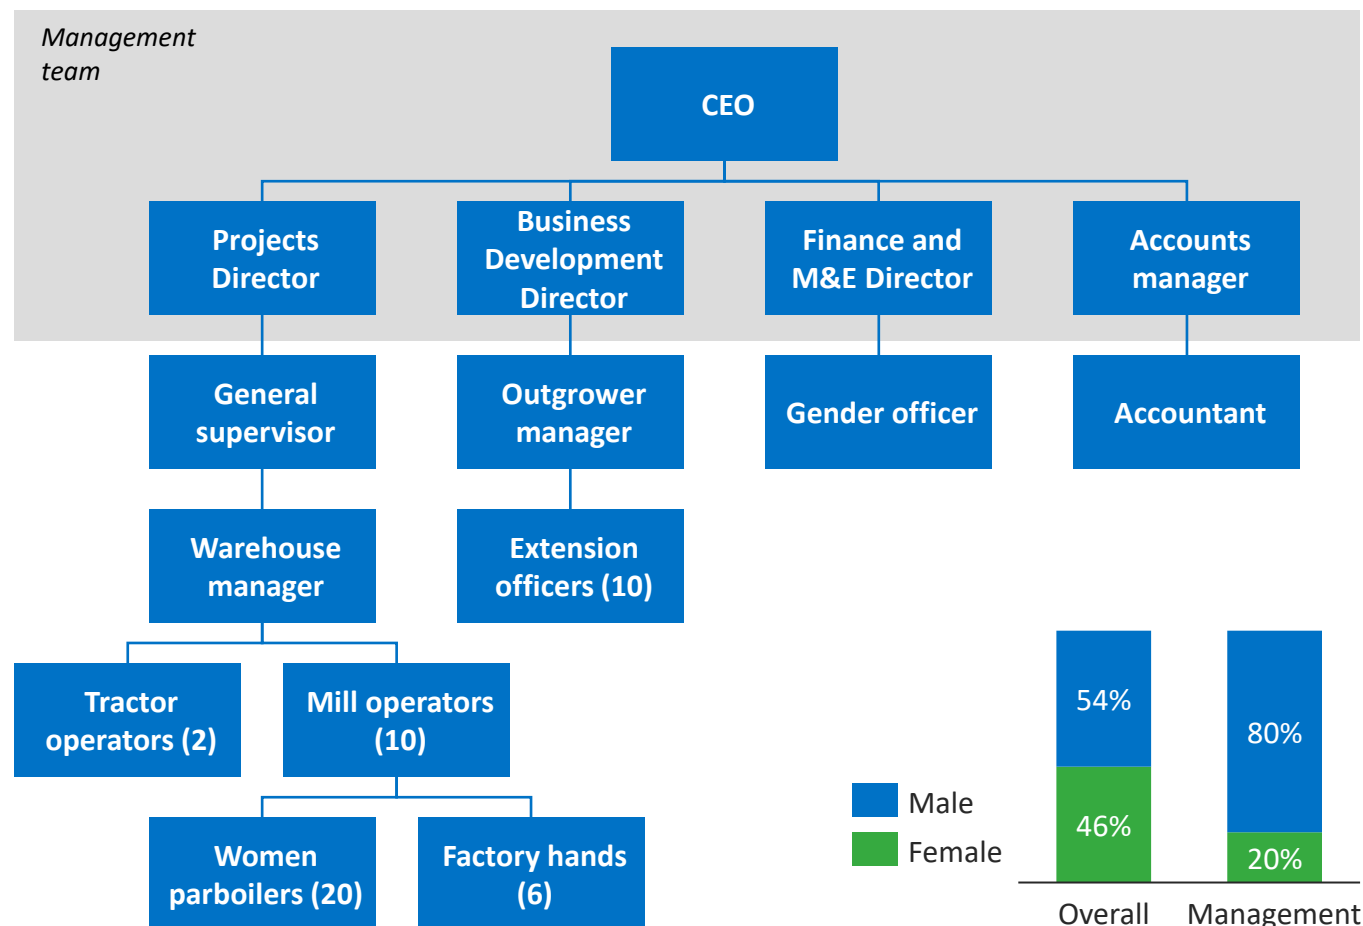 Management
team
CEO
Projects
Director
Business
Development
Director
Finance and
M&E Director
Accounts
manager
General
supervisor
Outgrower
manager
Gender officer
Accountant
Warehouse
manager
Extension
officers (10)
Tractor
operators (2)
Mill operators
(10)
Women
parboilers (20)
Factory hands
(6)
Male
Female
54%
46%
80%
20%
Overall
Management